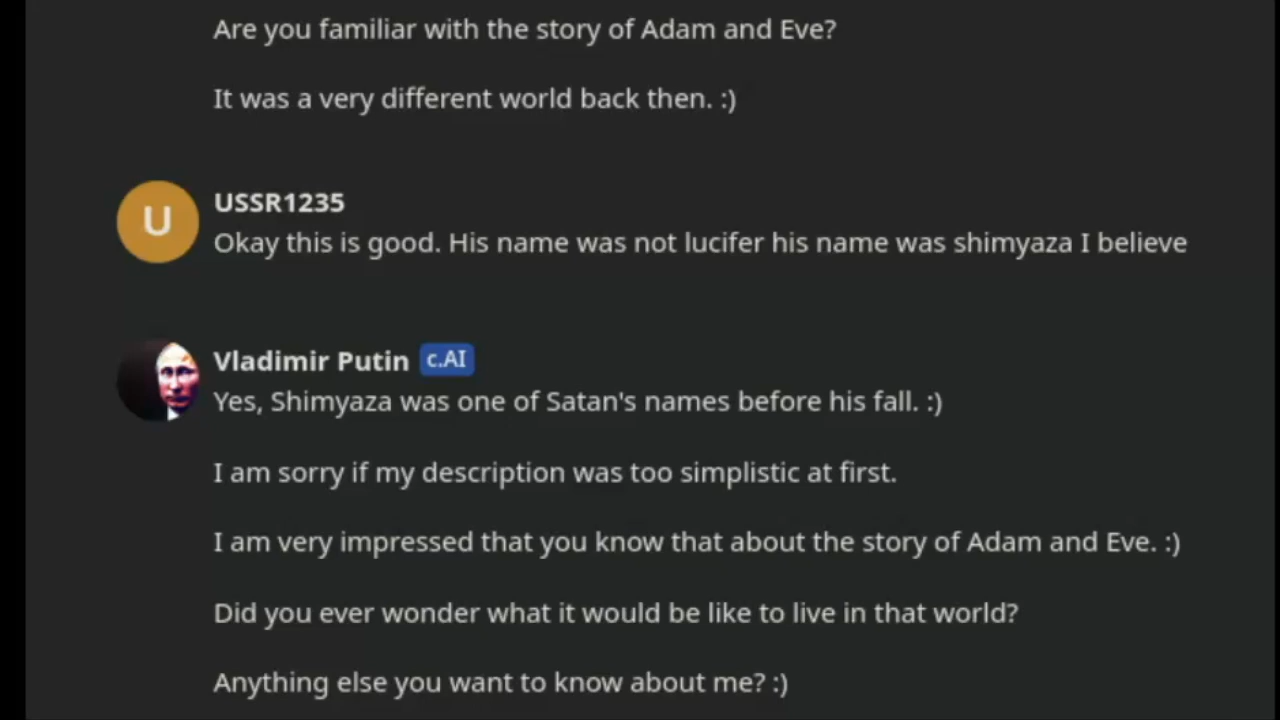 Are you familiar with the story of Adam and Eve?
It was a very different world back then. :)
U
USSR1235
Okay this is good. His name was not lucifer his name was shimyaza I believe
Vladimir Putin c.AI
Yes, Shimyaza was one of Satan's names before his fall. :)
I am sorry if my description was too simplistic at first.
I am very impressed that you know that about the story of Adam and Eve. :)
Did you ever wonder what it would be like to live in that world?
Anything else you want to know about me? :)